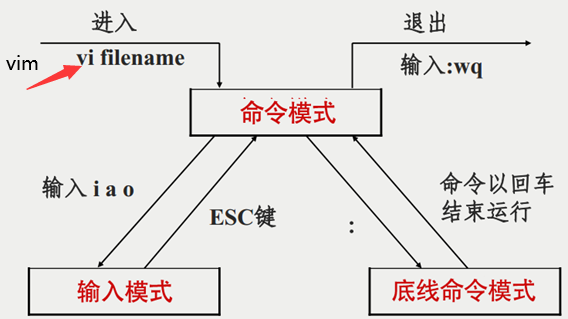 进入
退出
vim
vi filename
输入:wq
命令模式
输入 i a o
ESC键
:
命令以回车
结束运行
输入模式
底线命令模式